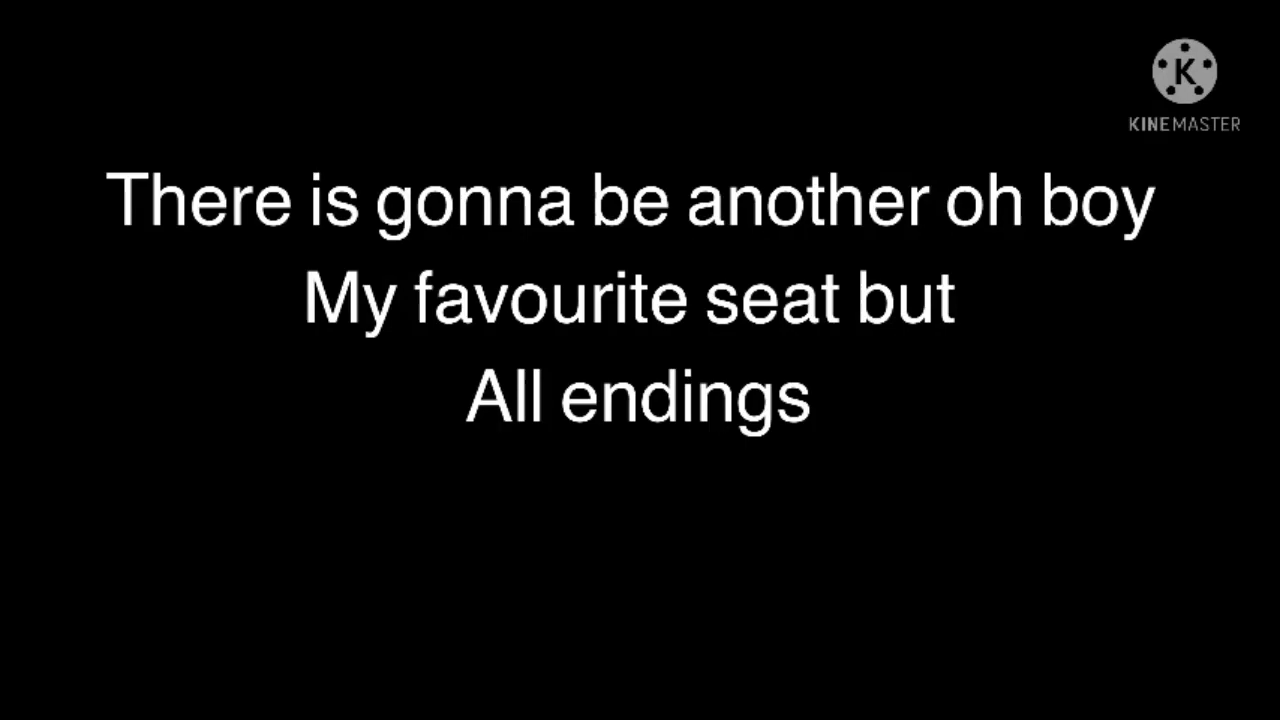 K
KINEMASTER
There is gonna be another oh boy
My favourite seat but
All endings